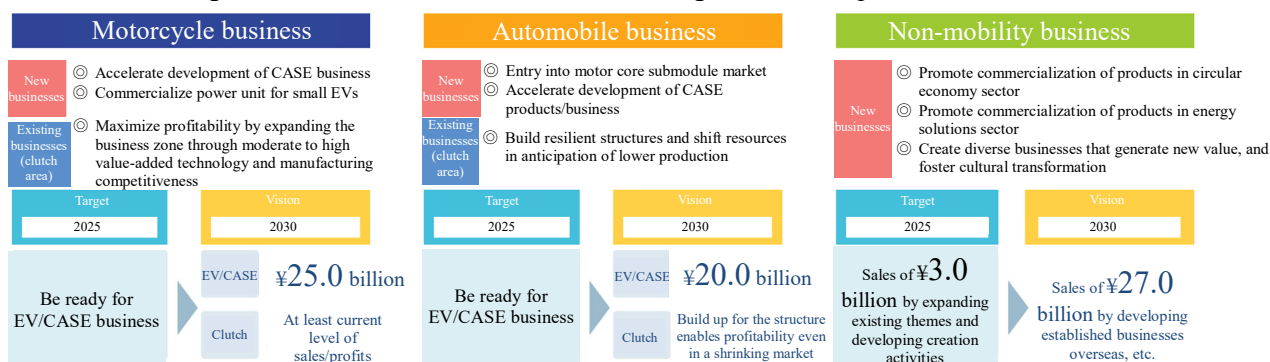 Motorcycle business
New
businesses
◎ Accelerate development of CASE business
◎ Commercialize power unit for small EVs
Existing
businesses
(clutch
area)
◎ Maximize profitability by expanding the
business zone through moderate to high
value-added technology and manufacturing
competitiveness
Target
2025
Vision
2030
Be ready for
EV/CASE business
EV/CASE
¥25.0 billion
Clutch
At least current
level of
sales/profits
Automobile business
New
businesses
◎ Entry into motor core submodule market
◎ Accelerate development of CASE
products/business
Existing
businesses
(clutch
area)
◎ Build resilient structures and shift resources
in anticipation of lower production
Target
2025
Vision
2030
Be ready for
EV/CASE business
EV/CASE
¥20.0 billion
Clutch
Build up for the structure
enables profitability even
in a shrinking market
Non-mobility business
New
businesses
◎ Promote commercialization of products in circular
economy sector
◎ Promote commercialization of products in energy
solutions sector
◎ Create diverse businesses that generate new value, and
foster cultural transformation
Target
2025
Vision
2030
Sales of ¥3.0
billion by expanding
existing themes and
developing creation
activities
Sales of ¥27.0
billion by developing
established businesses
overseas, etc.